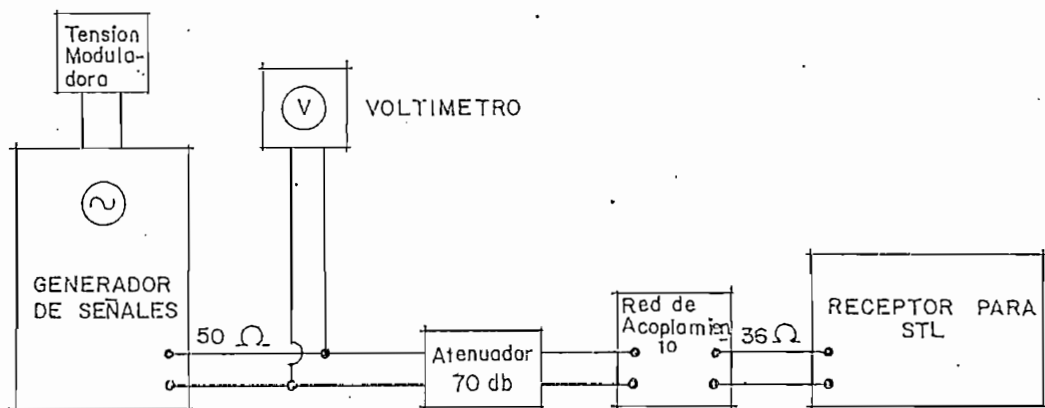 Tension
Modula-
dora
V
VOLTIMETRO
GENERADOR
DE SEÑALES
50 Ω
Atenuador
70 db
Red de
Acoplamien
to
36 Ω
RECEPTOR PARA
STL